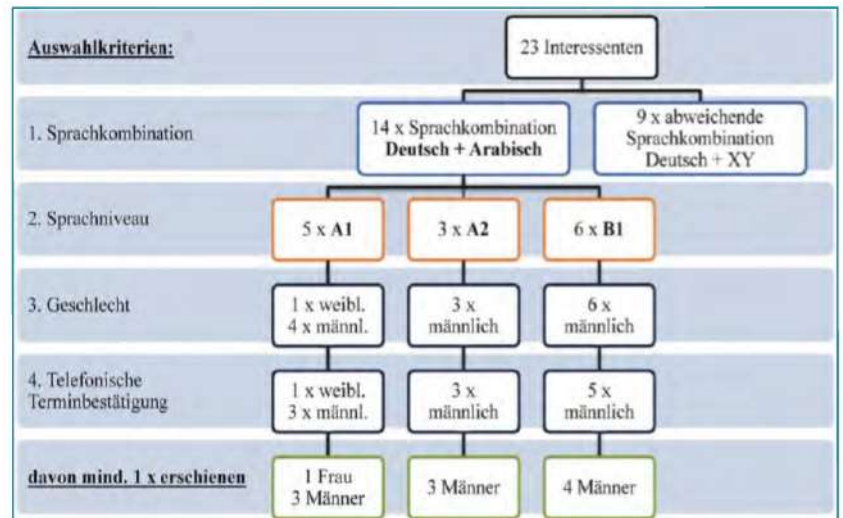 Auswahlkriterien:
23 Interessenten
1. Sprachkombination
14 x Sprachkombination
Deutsch + Arabisch
9 x abweichende
Sprachkombination
Deutsch + XY
2. Sprachniveau
5 x A1
3 x A2
6 x B1
3. Geschlecht
1 x weibl.
4 x männl.
3 x
männlich
6 x
männlich
4. Telefonische
Terminbestätigung
1 x weibl.
3 x männl.
3 x
männlich
5 x
männlich
davon mind. 1 x erschienen
1 Frau
3 Männer
3 Männer
4 Männer